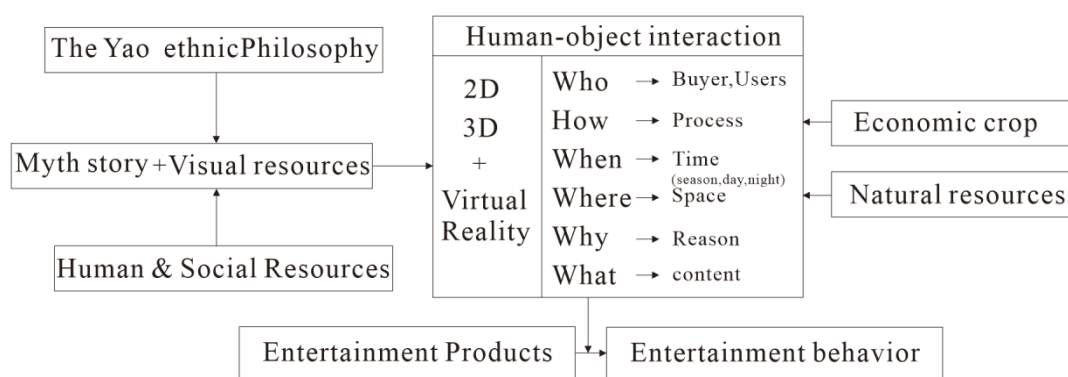 The Yao ethnicPhilosophy
Myth story+Visual resources
Human & Social Resources
Human-object interaction
2D
3D
+
Virtual
Reality
Who → Buyer,Users
How → Process
When → Time
(season,day,night)
Where → Space
Why → Reason
What → content
Economic crop
Natural resources
Entertainment Products
Entertainment behavior